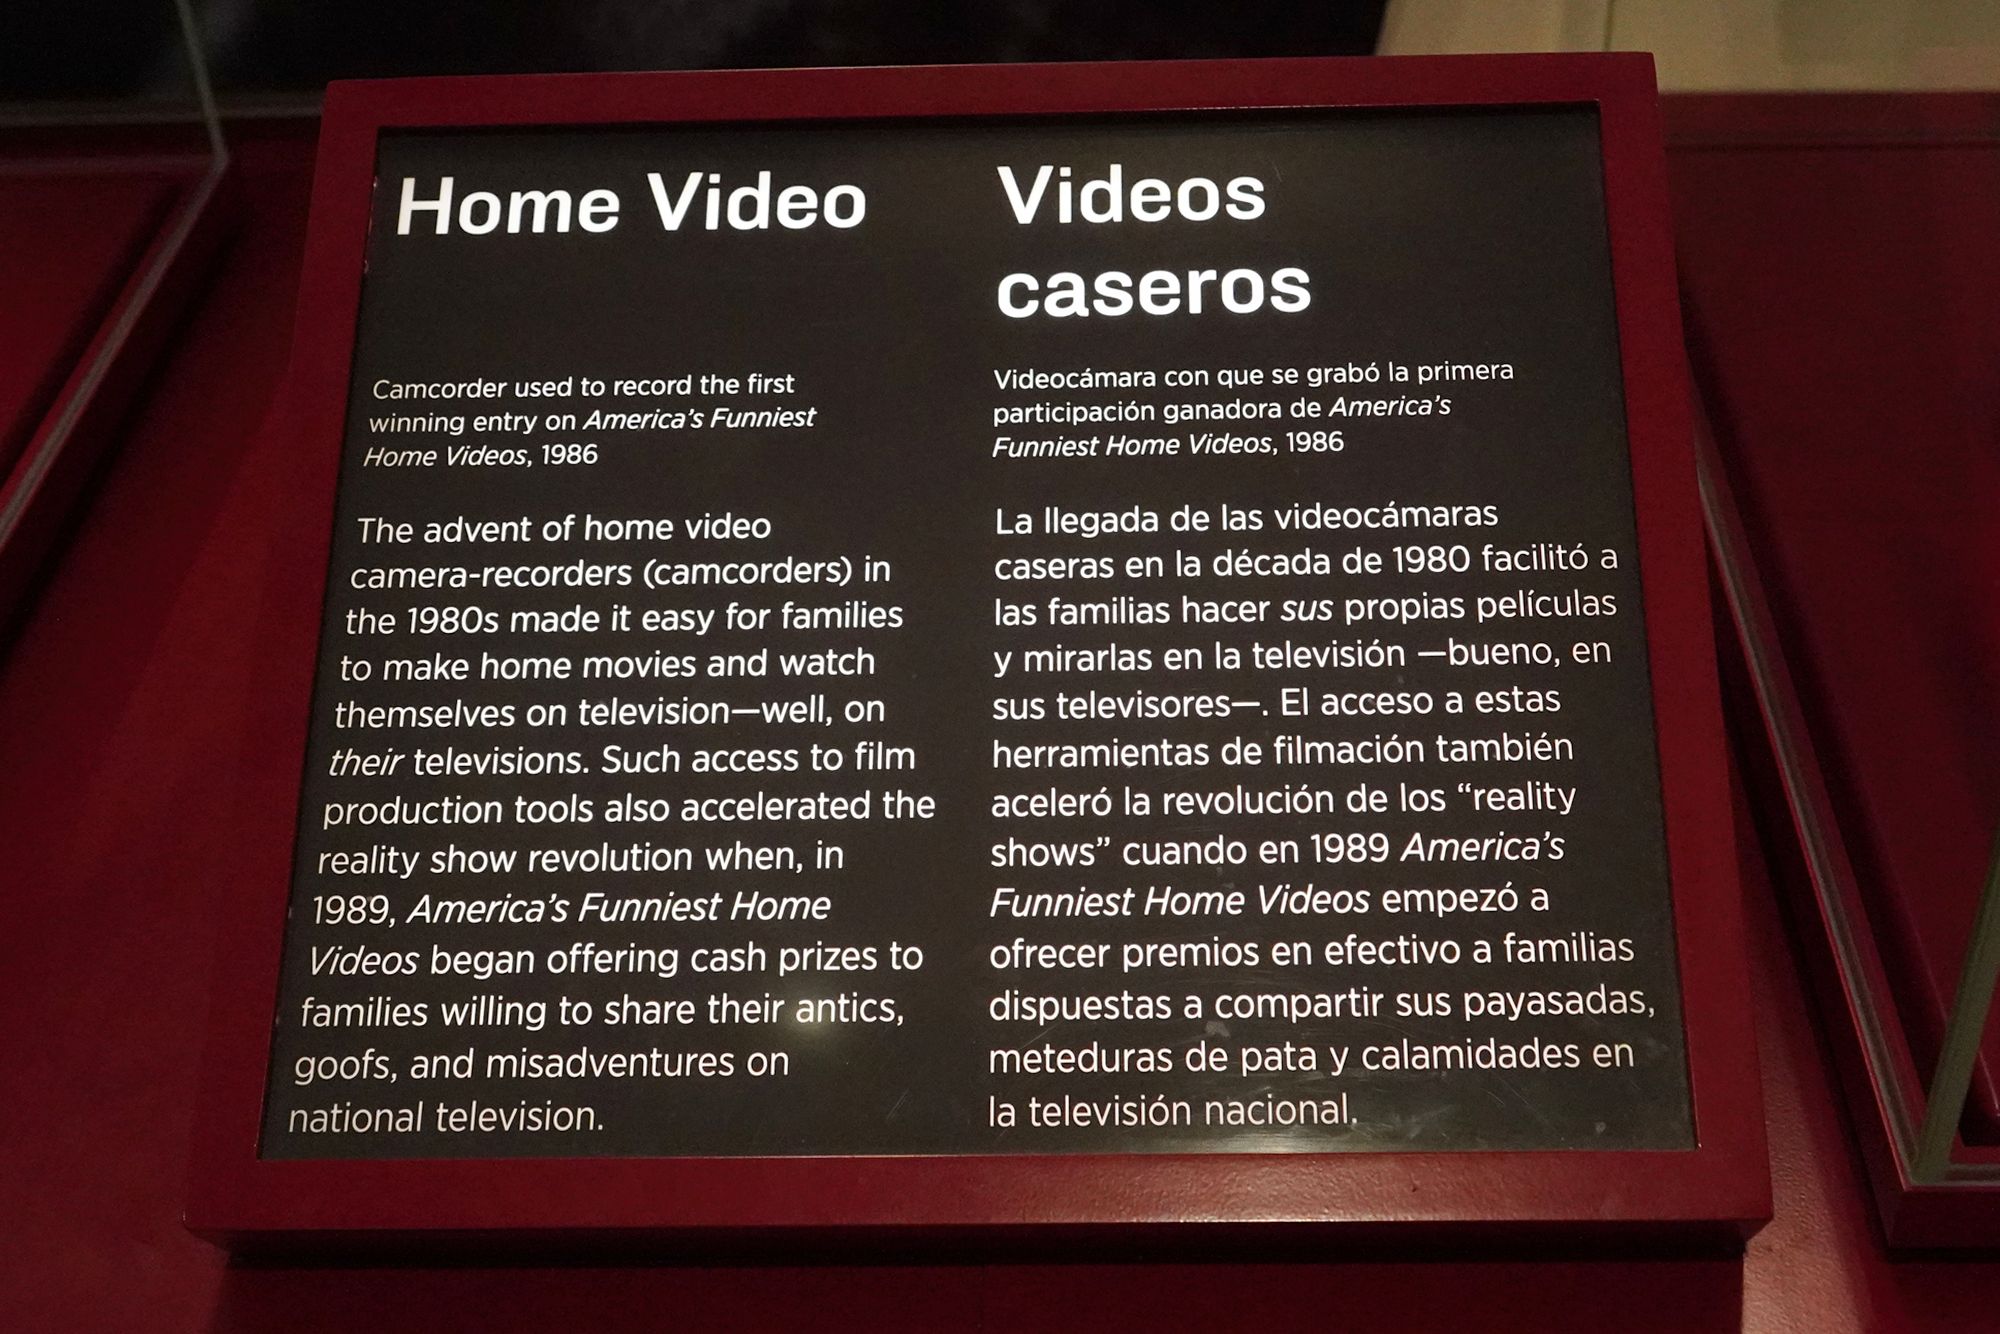 Home Video
Camcorder used to record the first
winning entry on America's Funniest
Home Videos, 1986
The advent of home video
camera-recorders (camcorders) in
the 1980s made it easy for families
to make home movies and watch
themselves on television—well, on
their televisions. Such access to film
production tools also accelerated the
reality show revolution when, in
1989, America's Funniest Home
Videos began offering cash prizes to
families willing to share their antics,
goofs, and misadventures on
national television.
Videos
caseros
Videocámara con que se grabó la primera
participación ganadora de America's
Funniest Home Videos, 1986
La llegada de las videocámaras
caseras en la década de 1980 facilitó a
las familias hacer sus propias películas
y mirarlas en la televisión —bueno, en
sus televisores—. El acceso a estas
herramientas de filmación también
aceleró la revolución de los “reality
shows” cuando en 1989 America's
Funniest Home Videos empezó a
ofrecer premios en efectivo a familias
dispuestas a compartir sus payasadas,
meteduras de pata y calamidades en
la televisión nacional.